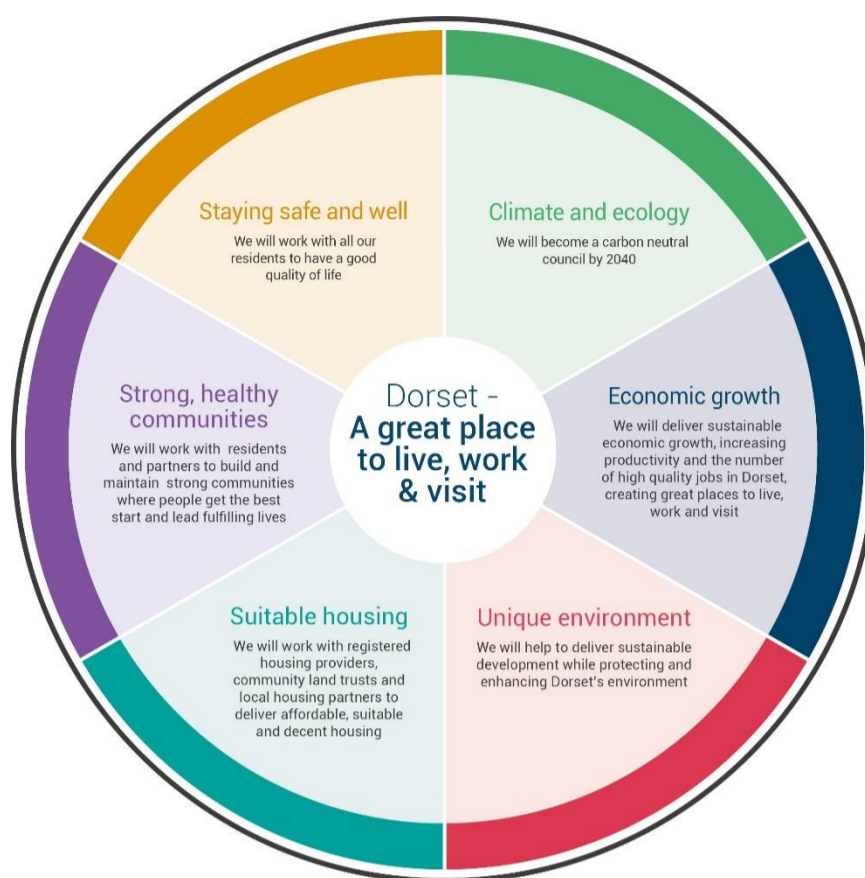 Staying safe and well
We will work with all our
residents to have a good
quality of life
Climate and ecology
We will become a carbon neutral
council by 2040
Strong, healthy
communities
We will work with residents
and partners to build and
maintain strong communities
where people get the best
start and lead fulfilling lives
Dorset -
A great place
to live, work
& visit
Economic growth
We will deliver sustainable
economic growth, increasing
productivity and the number
of high quality jobs in Dorset,
creating great places to live,
work and visit
Suitable housing
We will work with registered
housing providers,
community land trusts and
local housing partners to
deliver affordable, suitable
and decent housing
Unique environment
We will help to deliver sustainable
development while protecting and
enhancing Dorset's environment